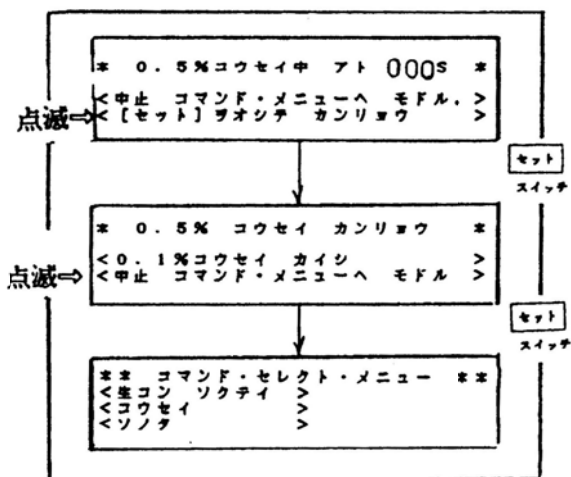 * 0.5%コウセイ中 アト 000S *
<中止 コマンド・メニューヘ モドル. >
点滅⇨< [セット] ヲオシテ カンリョウ >
セット
スイッチ
* 0.5% コウセイ カンリョウ *
<0.1%コウセイ カイシ >
点滅⇨<中止 コマンド・メニューヘ モドル >
セット
スイッチ
** コマンド・セレクト・メニュー **
<生コン ソクテイ >
<コウセイ >
<ソノタ >